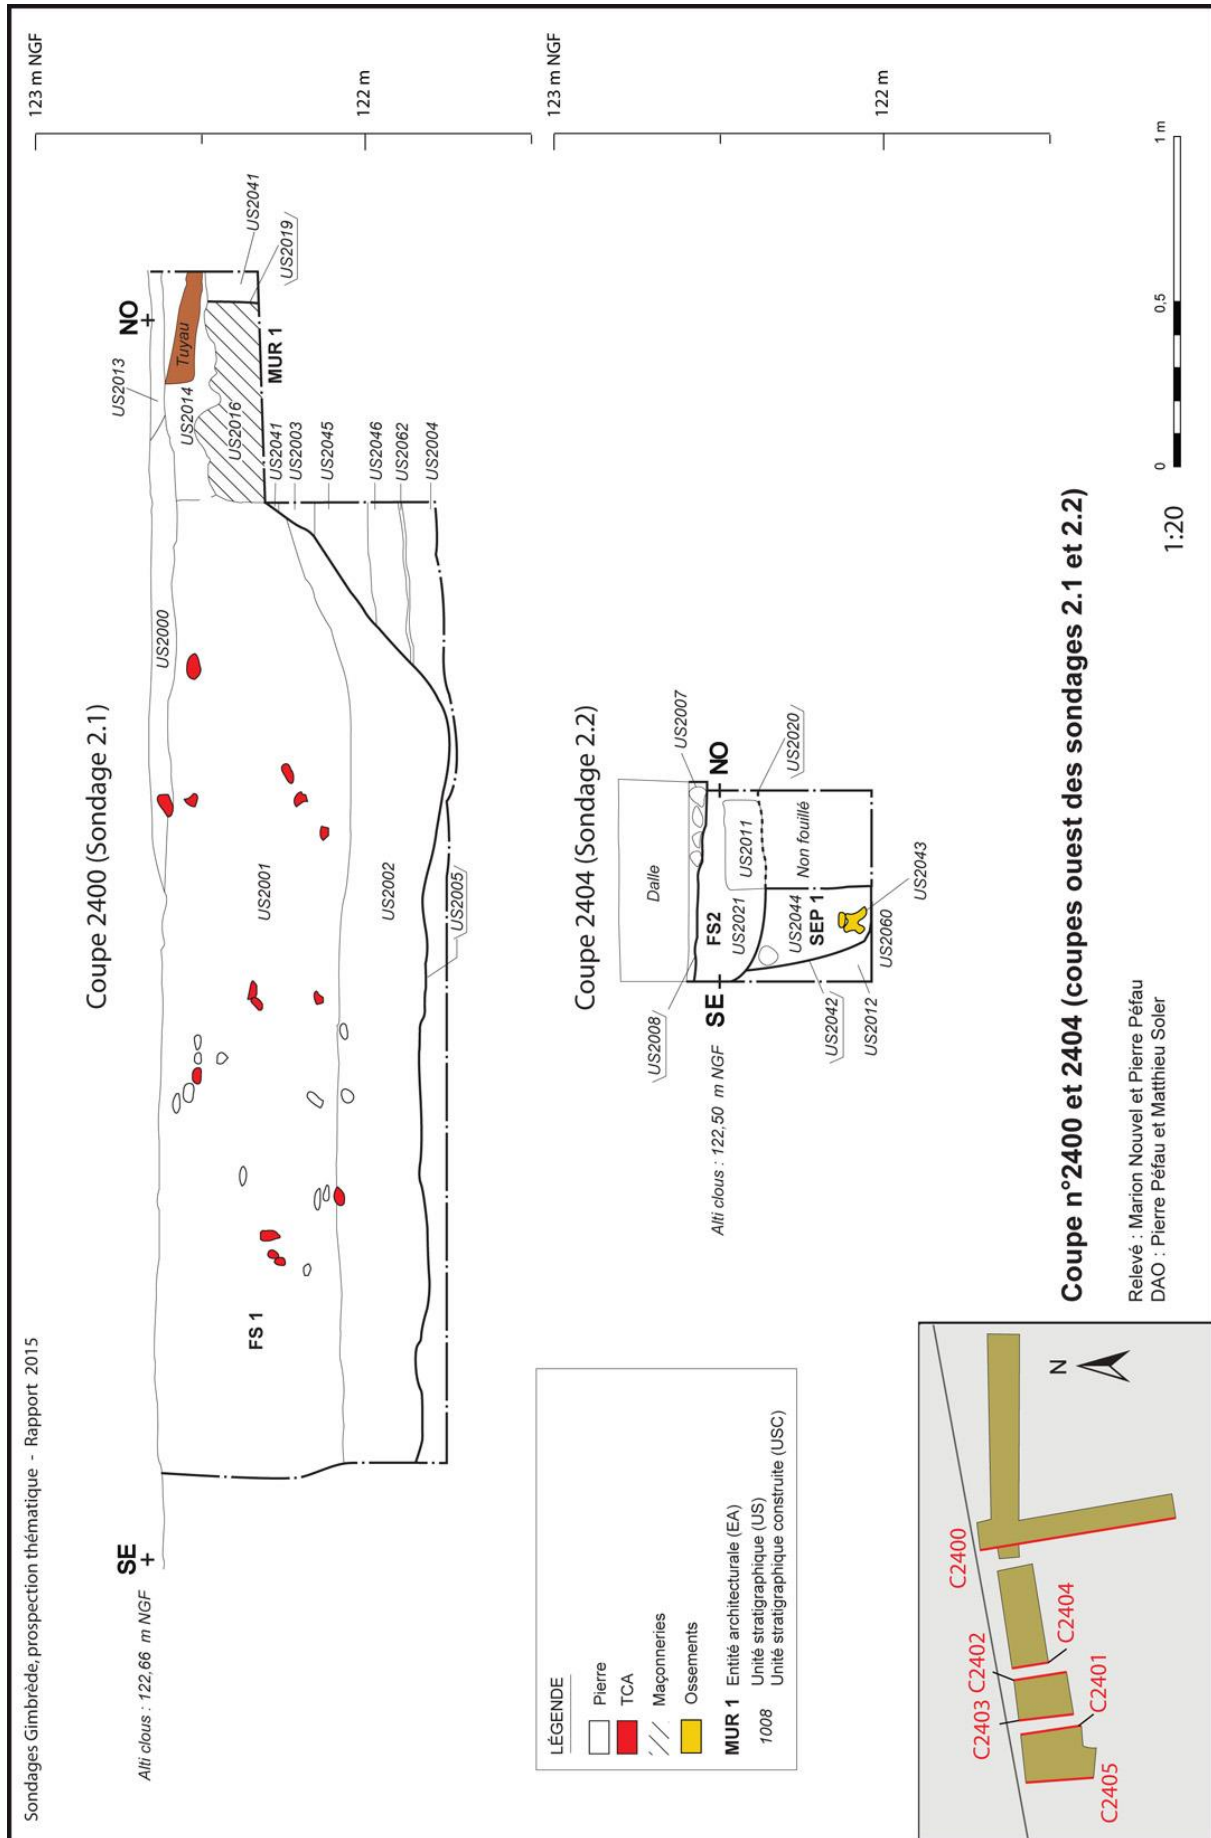 Sondages Gimbrède, prospection thématique - Rapport 2015
Coupe 2400 (Sondage 2.1)
123 m NGF
122 m
SE
NO
Alti clous : 122,66 m NGF
US2013
US2000
US2014
Tuyau
US2016
US2041
US2019
MUR 1
US2041
US2003
US2045
US2046
US2062
US2004
FS 1
US2001
US2002
US2005
Coupe 2404 (Sondage 2.2)
123 m NGF
122 m
Dalle
US2007
US2008
SE
NO
Alti clous : 122,50 m NGF
FS2
US2021
US2011
US2020
Non fouillé
US2044
SEP 1
US2042
US2012
US2060
US2043
LÉGENDE
Pierre
TCA
Maçonneries
Ossements
MUR 1 Entité architecturale (EA)
1008 Unité stratigraphique (US)
Unité stratigraphique construite (USC)
C2400
C2402
C2403
C2404
C2401
C2405
N
Coupe n°2400 et 2404 (coupes ouest des sondages 2.1 et 2.2)
Relevé : Marion Nouvel et Pierre Péfau
DAO : Pierre Péfau et Matthieu Soler
1:20
0
0,5
1 m